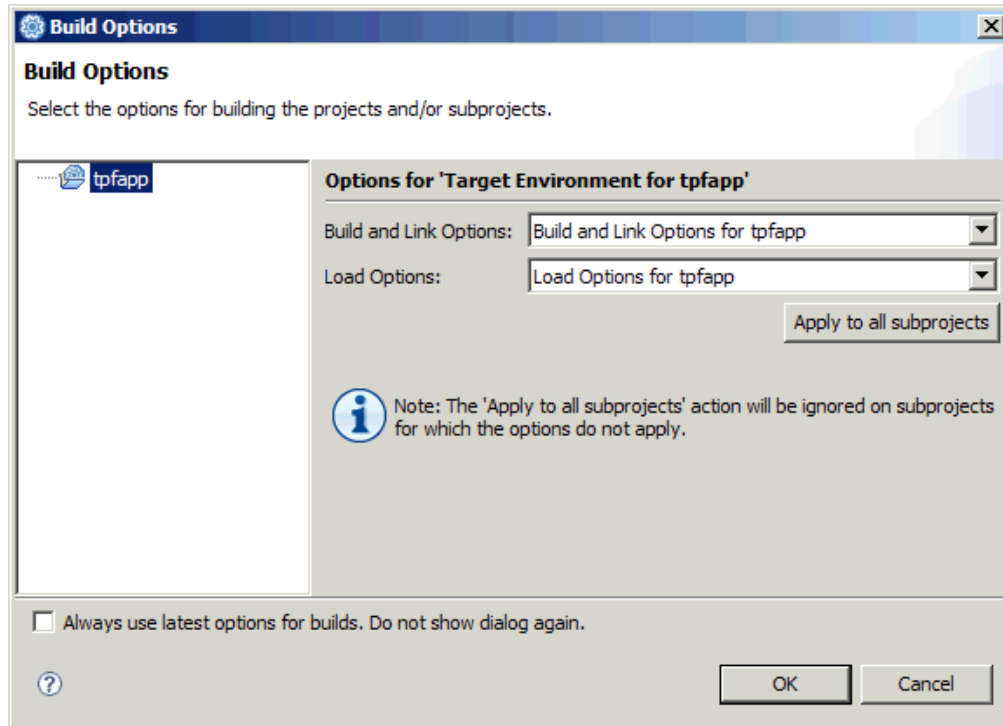 Build Options
Build Options
Select the options for building the projects and/or subprojects.
tpfapp
Options for 'Target Environment for tpfapp'
Build and Link Options: Build and Link Options for tpfapp
Load Options: Load Options for tpfapp
Apply to all subprojects
Note: The 'Apply to all subprojects' action will be ignored on subprojects
for which the options do not apply.
Always use latest options for builds. Do not show dialog again.
OK Cancel